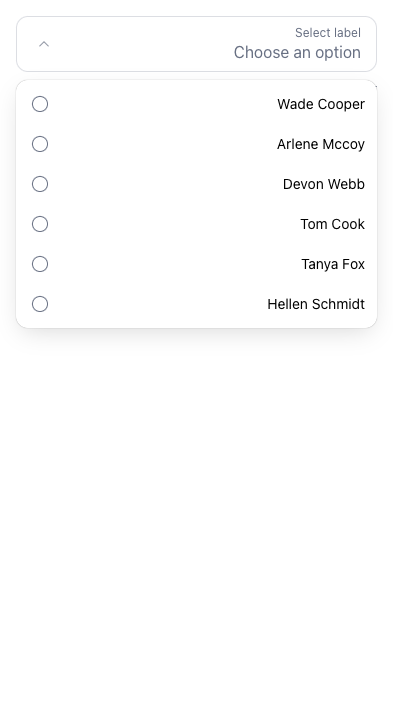 Select label
Choose an option
Wade Cooper
Arlene Mccoy
Devon Webb
Tom Cook
Tanya Fox
Hellen Schmidt